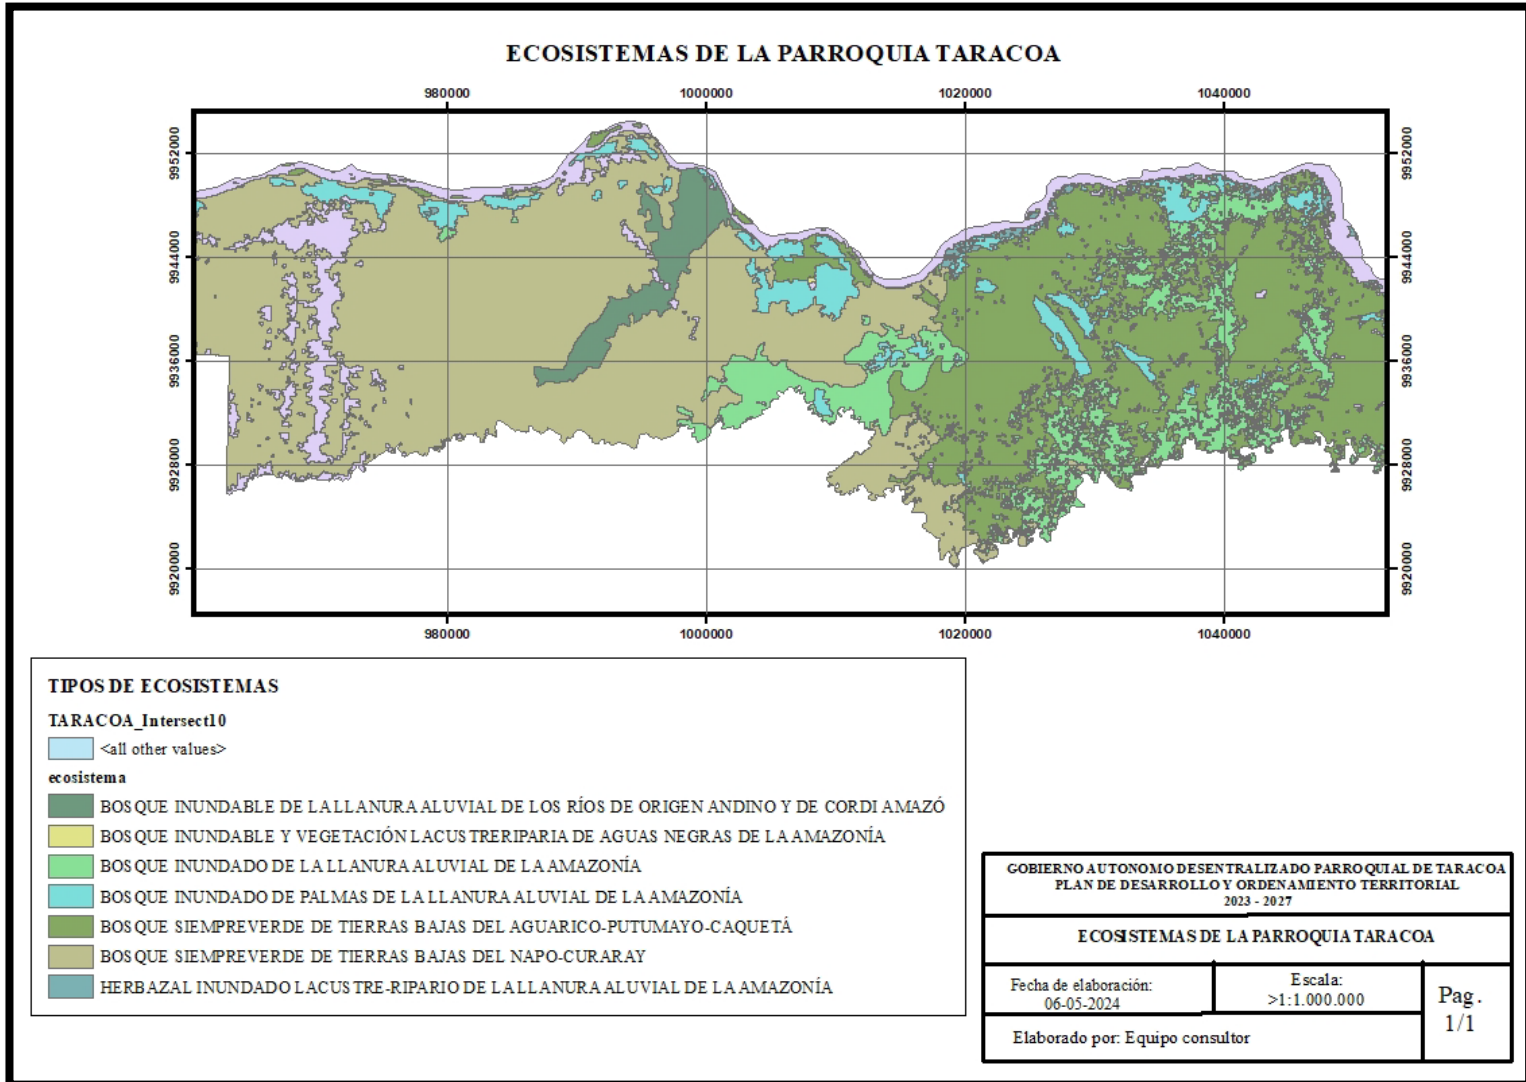 ECOSISTEMAS DE LA PARROQUIA TARACOA
980000 1000000 1020000 1040000
9952000 9952000
9944000 9944000
9936000 9936000
9928000 9928000
9920000 9920000
980000 1000000 1020000 1040000
TIPOS DE ECOSISTEMAS
TARACOA_Intersect10
<all other values>
ecosistema
BOSQUE INUNDABLE DE LA LLANURA ALUVIAL DE LOS RÍOS DE ORIGEN ANDINO Y DE CORDI AMAZÓ
BOSQUE INUNDABLE Y VEGETACIÓN LACUSTRERIPARIA DE AGUAS NEGRAS DE LA AMAZONÍA
BOSQUE INUNDADO DE LA LLANURA ALUVIAL DE LA AMAZONÍA
BOSQUE INUNDADO DE PALMAS DE LA LLANURA ALUVIAL DE LA AMAZONÍA
BOSQUE SIEMPREVERDE DE TIERRAS BAJAS DEL AGUARICO-PUTUMAYO-CAQUETÁ
BOSQUE SIEMPREVERDE DE TIERRAS BAJAS DEL NAPO-CURARAY
HERBAZAL INUNDADO LACUSTRE-RIPARIO DE LA LLANURA ALUVIAL DE LA AMAZONÍA
GOBIERNO AUTONOMO DESENTRALIZADO PARROQUIAL DE TARACOA
PLAN DE DESARROLLO Y ORDENAMIENTO TERRITORIAL
2023 - 2027
ECOSISTEMAS DE LA PARROQUIA TARACOA
Fecha de elaboración:
06-05-2024
Escala:
>1:1.000.000
Pag.
1/1
Elaborado por: Equipo consultor